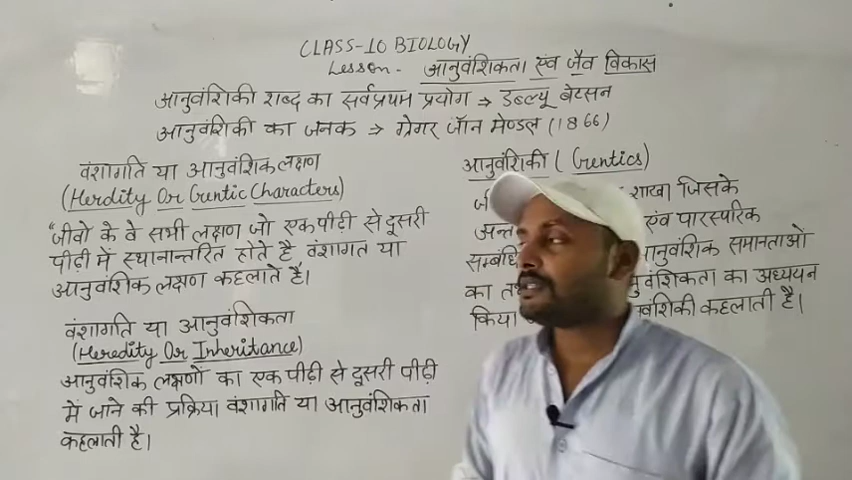 CLASS-10 BIOLOGY
Lesson - आनुवंशिकता एंव जैव विकास
आनुवंशिकी शब्द का सर्वप्रथम प्रयोग → डब्ल्यू बेटसन
आनुवंशिकी का जनक → ग्रेगर जॉन मेण्डल (1866)
वंशागति या आनुवंशिक लक्षण
(Herdity Or Gentic Characters)
"जीवो के वे सभी लक्षण जो एक पीढ़ी से दूसरी
पीढ़ी में स्थानान्तरित होते है वंशागत या
आनुवंशिक लक्षण कहलाते हैं।
वंशागति या आनुवंशिकता
(Heredity Or Inheritance)
आनुवंशिक लक्षणों का एक पीढ़ी से दूसरी पीढ़ी
में जाने की प्रक्रिया वंशागति या आनुवंशिकता
कहलाती है।
आनुवंशिकी (Gentics)
शाखा जिसके
एंव पारस्परिक
आनुवंशिक समानताओं
का का अध्ययन
किया कहलाती है।